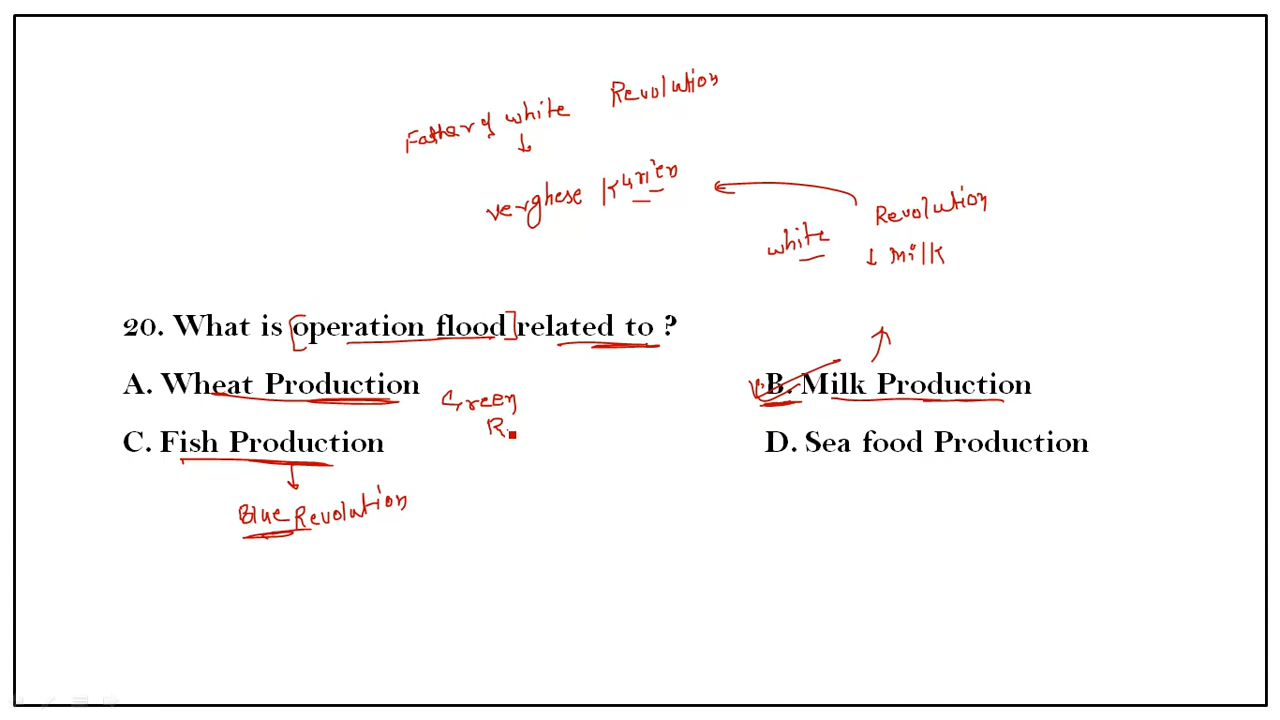 Father of white Revolution
verghese Kurien
white Revolution
↓ Milk
20. What is [operation flood] related to ?
A. Wheat Production
B. Milk Production
Green
R
C. Fish Production
D. Sea food Production
Blue Revolution